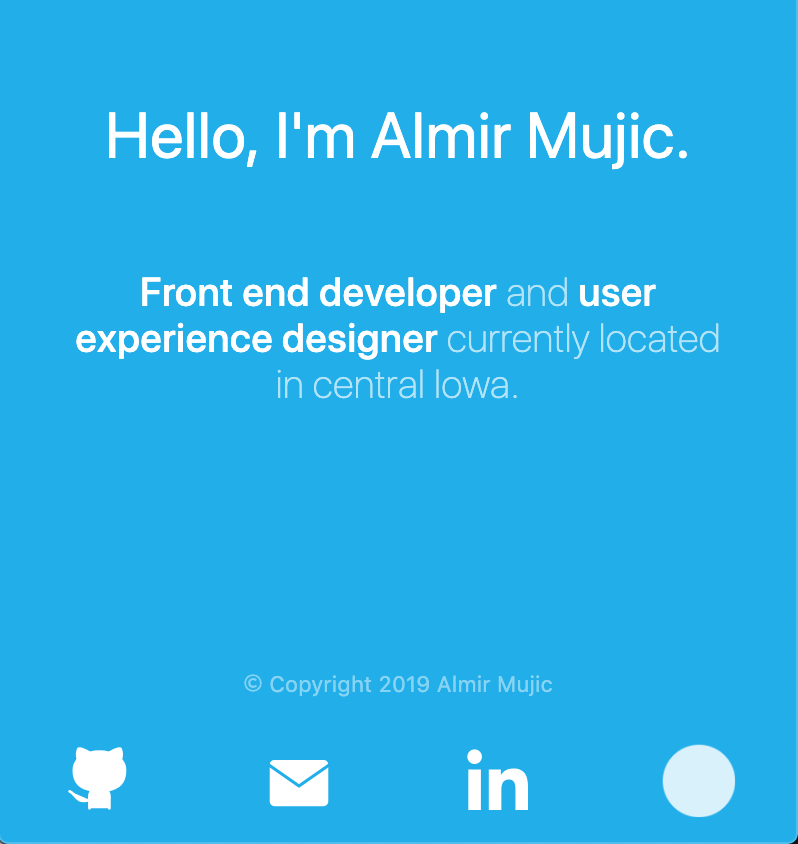 Hello, I'm Almir Mujic.
Front end developer and user
experience designer currently located
in central Iowa.
© Copyright 2019 Almir Mujic
in